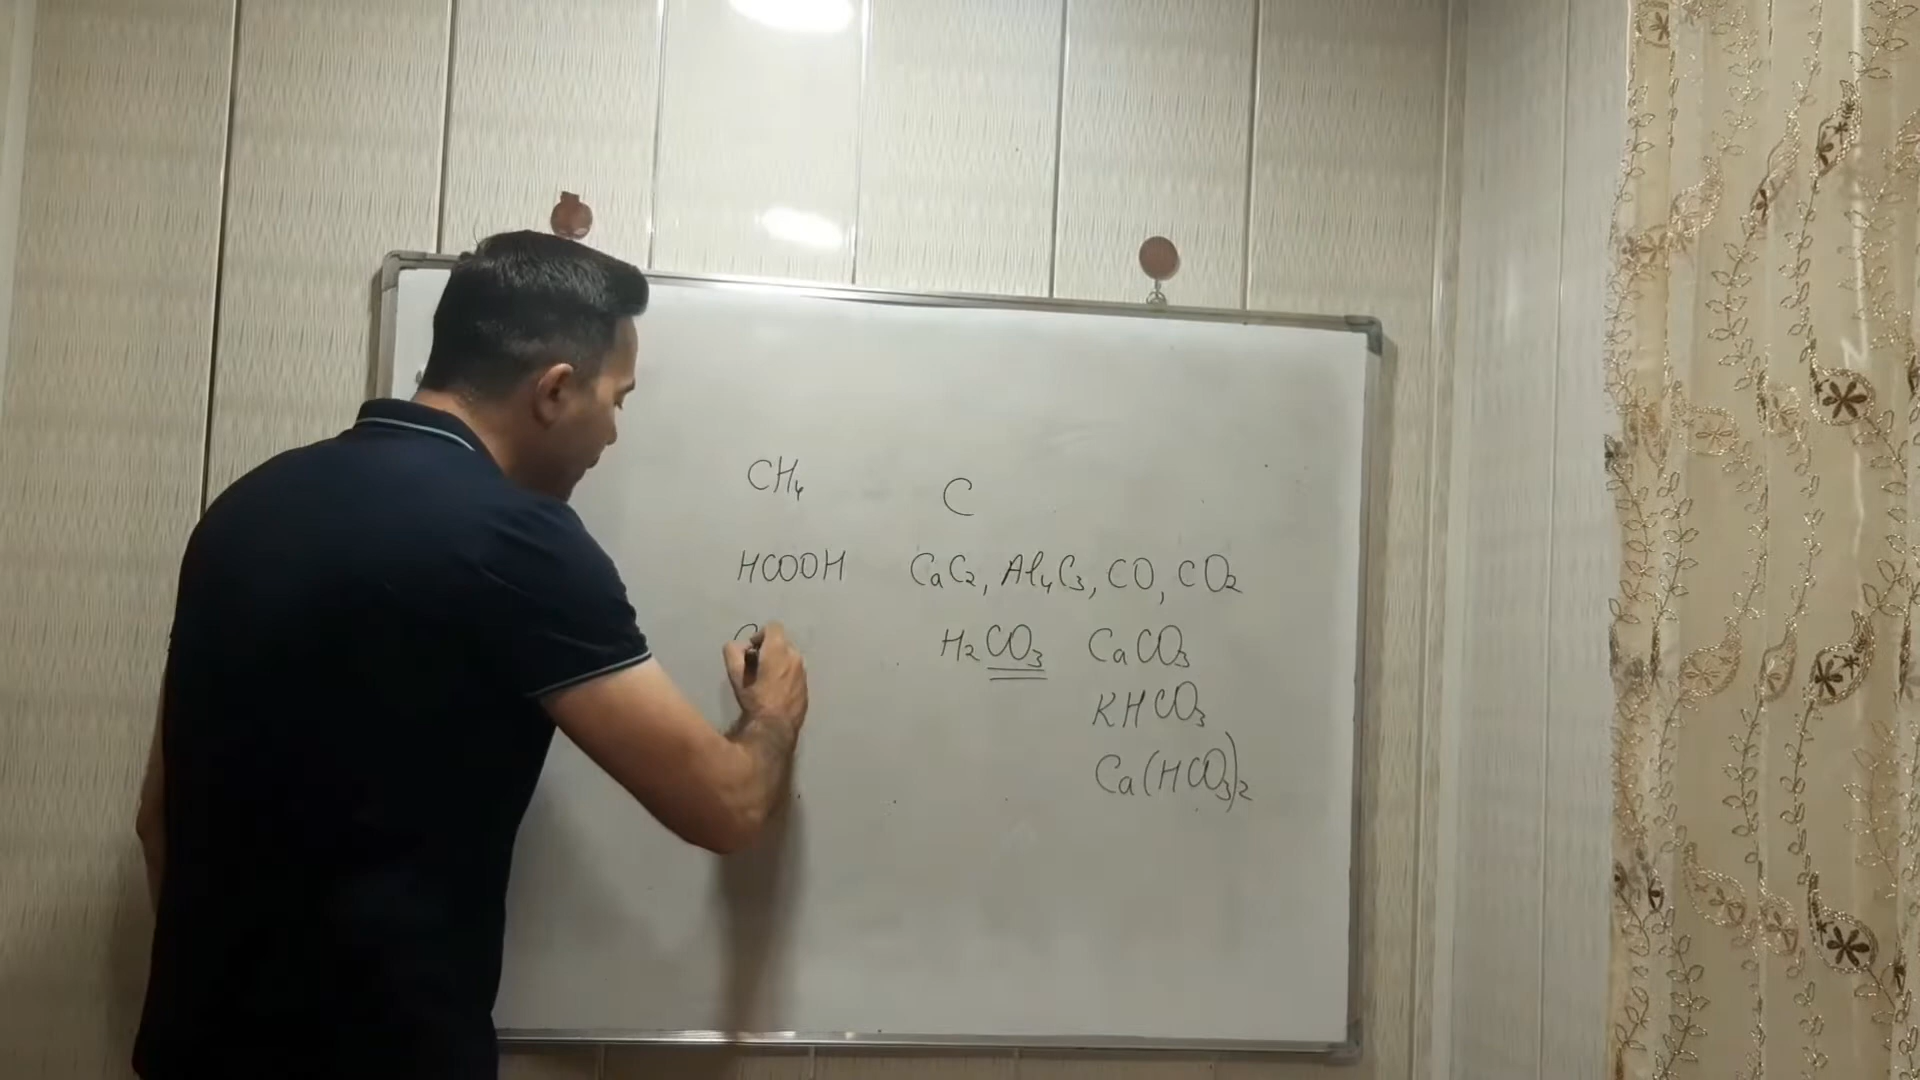 CH₄ C
HCOOH CaC₂, Al₄C₃, CO, CO₂
C H₂CO₃ CaCO₃
KHCO₃
Ca(HCO₃)₂